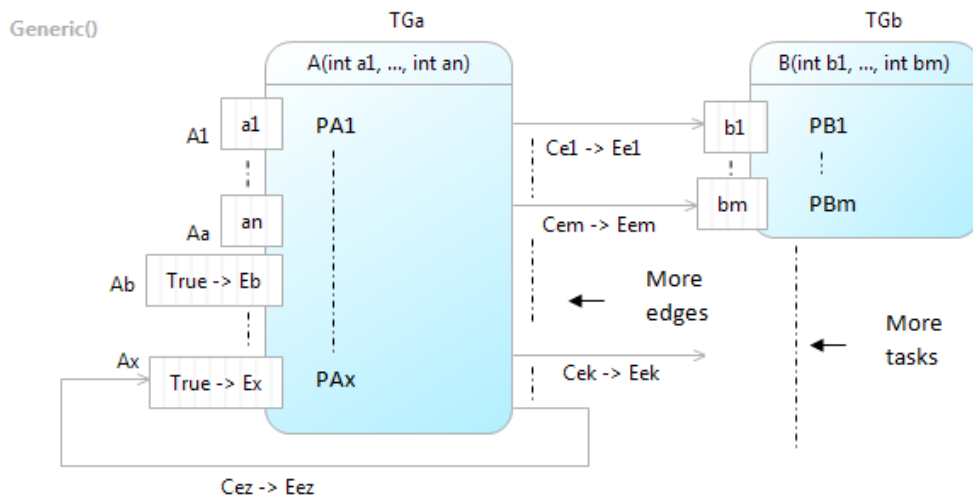 Generic()
TGa
TGb
A(int a1, ..., int an)
B(int b1, ..., int bm)
A1
a1
PA1
Ce1 -> Ee1
b1
PB1
Aa
an
Cem -> Eem
bm
PBm
Ab
True -> Eb
More
edges
More
tasks
Ax
True -> Ex
PAx
Cek -> Eek
Cez -> Eez